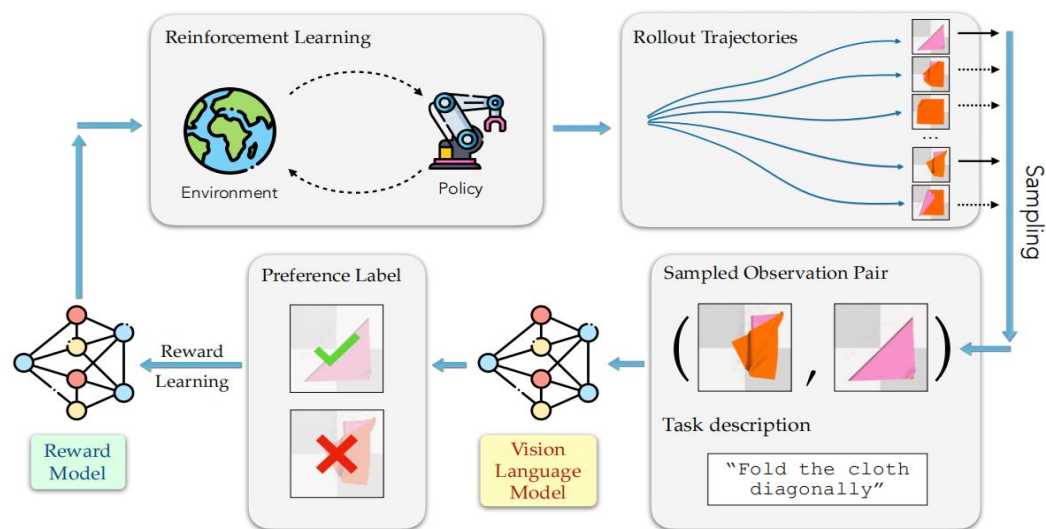 Reinforcement Learning
Environment
Policy
Rollout Trajectories
...
Sampling
Sampled Observation Pair
( , )
Task description
“Fold the cloth
diagonally”
Vision
Language
Model
Preference Label
Reward
Learning
Reward
Model